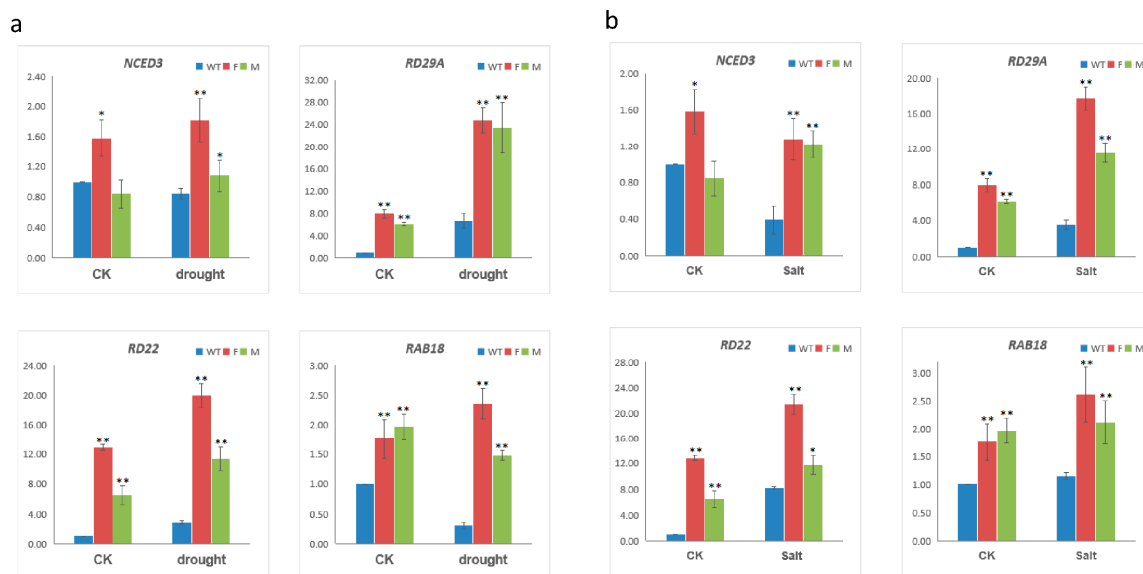 a
b
NCED3
WT F M
2.40
2.00
1.60
1.20
0.80
0.40
0.00
* ** *
CK drought
RD29A
WT F M
32.00
28.00
24.00
20.00
16.00
12.00
8.00
4.00
0.00
** ** ** **
CK drought
NCED3
WT F M
2.00
1.60
1.20
0.80
0.40
0.00
* ** **
CK Salt
RD29A
WT F M
20.00
16.00
12.00
8.00
4.00
0.00
** ** ** **
CK Salt
RD22
WT F M
24.00
20.00
16.00
12.00
8.00
4.00
0.00
** ** ** **
CK drought
RAB18
WT F M
3.00
2.50
2.00
1.50
1.00
0.50
0.00
** ** ** **
CK drought
RD22
WT F M
28.00
24.00
20.00
16.00
12.00
8.00
4.00
0.00
** ** ** *
CK Salt
RAB18
WT F M
3.00
2.50
2.00
1.50
1.00
0.50
0.00
** ** ** **
CK Salt